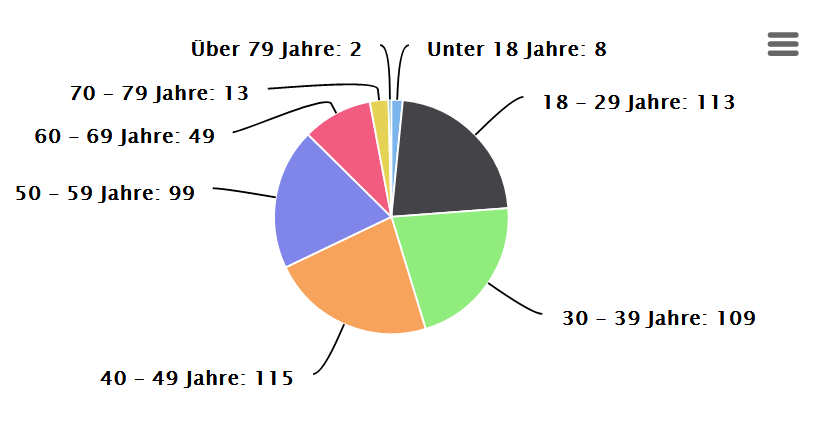 Über 79 Jahre: 2
Unter 18 Jahre: 8
70 – 79 Jahre: 13
18 – 29 Jahre: 113
60 – 69 Jahre: 49
50 – 59 Jahre: 99
30 – 39 Jahre: 109
40 – 49 Jahre: 115